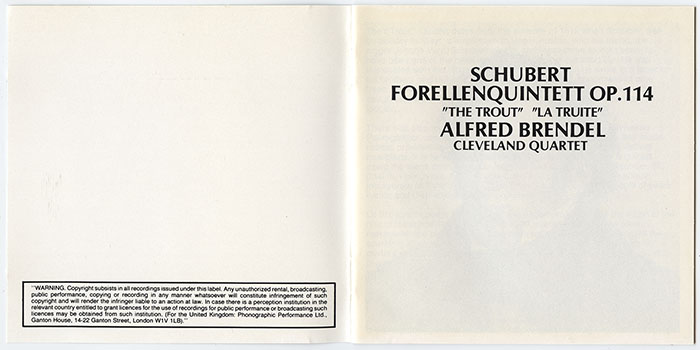 "WARNING. Copyright subsists in all recordings issued under this label. Any unauthorized rental, broadcasting,
public performance, copying or recording in any manner whatsoever will constitute infringement of such
copyright and will render the infringer liable to an action at law. In case there is a perception institution in the
relevant country entitled to grant licences for the use of recordings for public performance or broadcasting such
licences may be obtained from such institution. (For the United Kingdom: Phonographic Performance Ltd.,
Ganton House, 14-22 Ganton Street, London W1V 1LB)."
SCHUBERT
FORELLENQUINTETT OP.114
"THE TROUT" "LA TRUITE"
ALFRED BRENDEL
CLEVELAND QUARTET